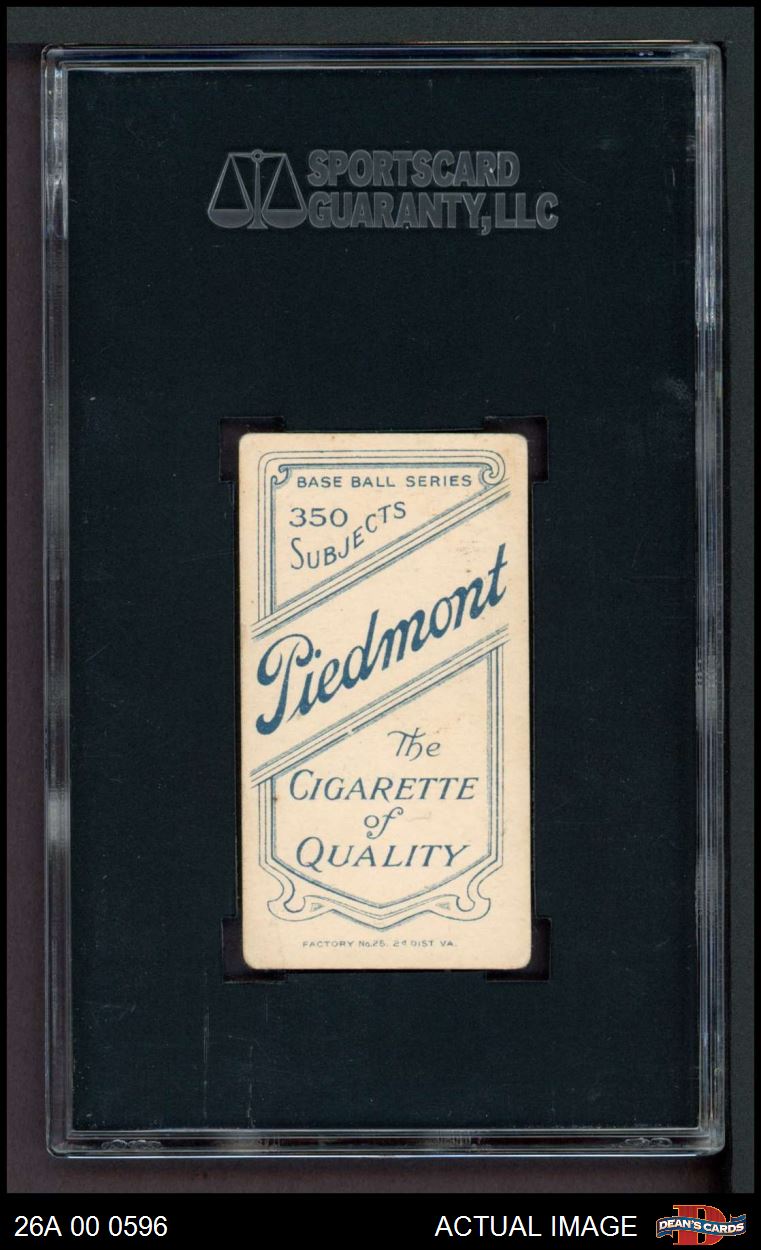 SPORTSCARD
GUARANTY, LLC
BASE BALL SERIES
350
SUBJECTS
Piedmont
The
CIGARETTE
of
QUALITY
FACTORY No.25. 2d DIST VA.
26A 00 0596
ACTUAL IMAGE
DEAN'S CARDS